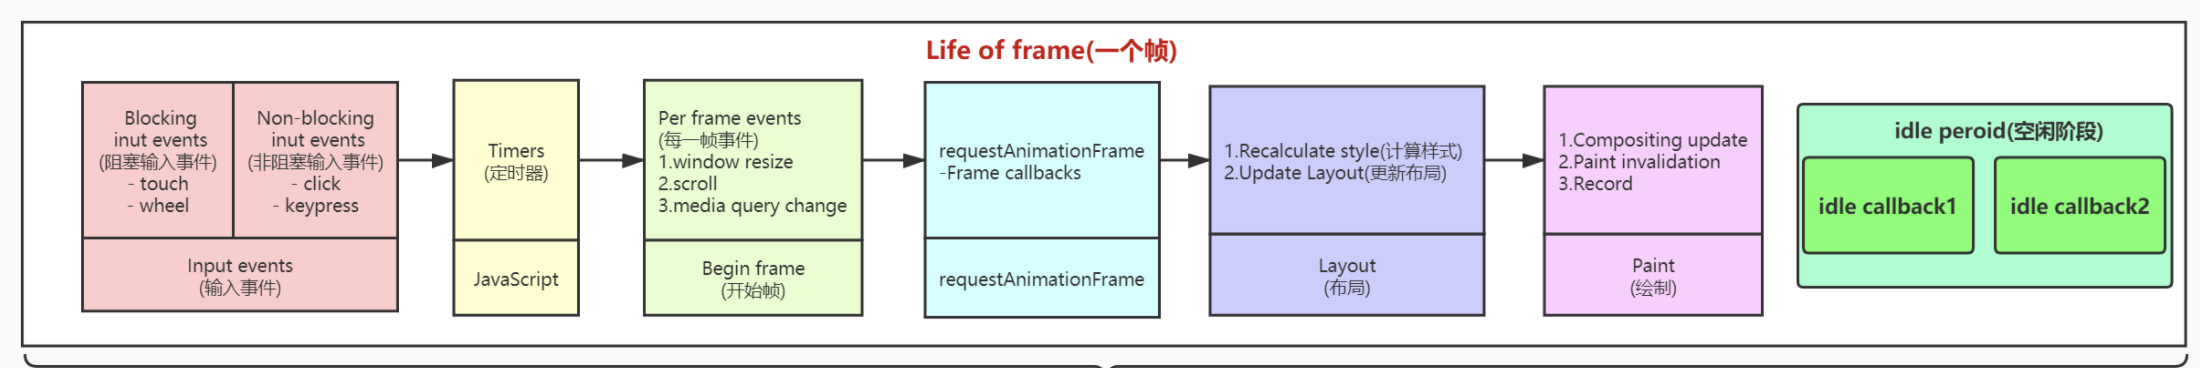 Life of frame(一个帧)
Blocking
inut events
(阻塞输入事件)
- touch
- wheel
Non-blocking
inut events
(非阻塞输入事件)
- click
- keypress
Input events
(输入事件)
Timers
(定时器)
JavaScript
Per frame events
(每一帧事件)
1.window resize
2.scroll
3.media query change
Begin frame
(开始帧)
requestAnimationFrame
-Frame callbacks
requestAnimationFrame
1.Recalculate style(计算样式)
2.Update Layout(更新布局)
Layout
(布局)
1.Compositing update
2.Paint invalidation
3.Record
Paint
(绘制)
idle peroid(空闲阶段)
idle callback1
idle callback2